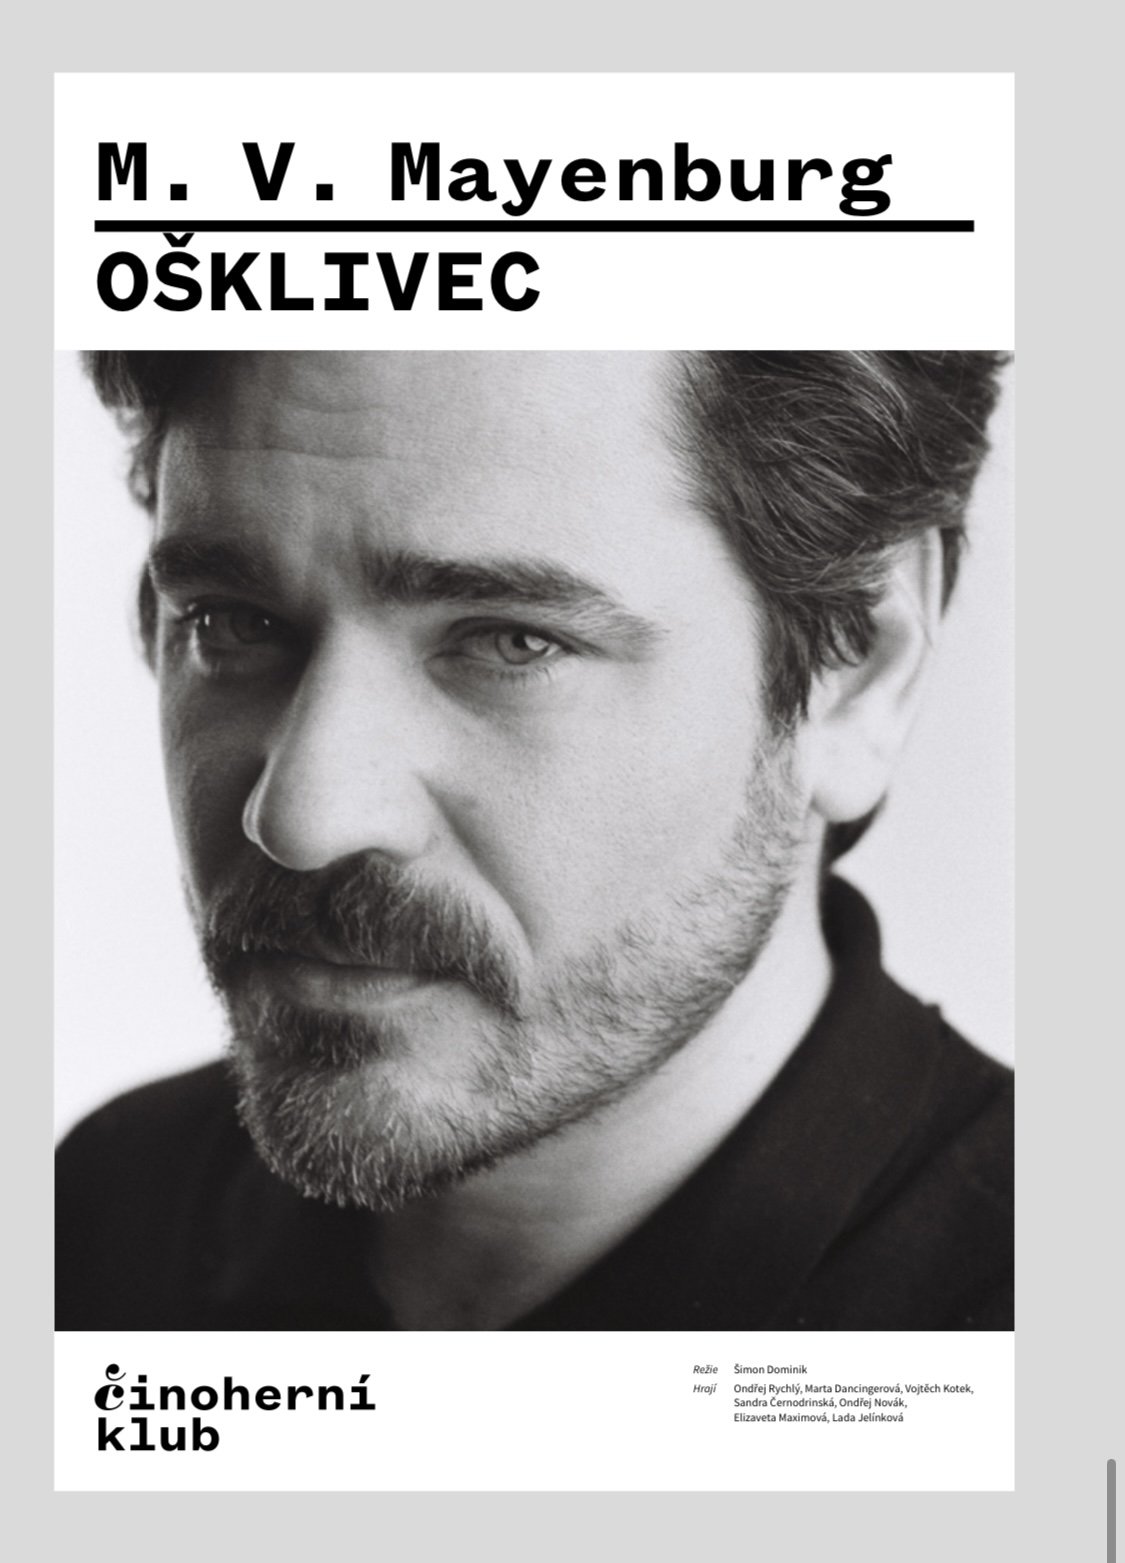 M. V. Mayenburg
OŠKLIVEC
činoherní
klub
Režie Šimon Dominik
Hrají Ondřej Rychlý, Marta Dancingerová, Vojtěch Kotek,
Sandra Černodrinská, Ondřej Novák,
Elizaveta Maximová, Lada Jelínková